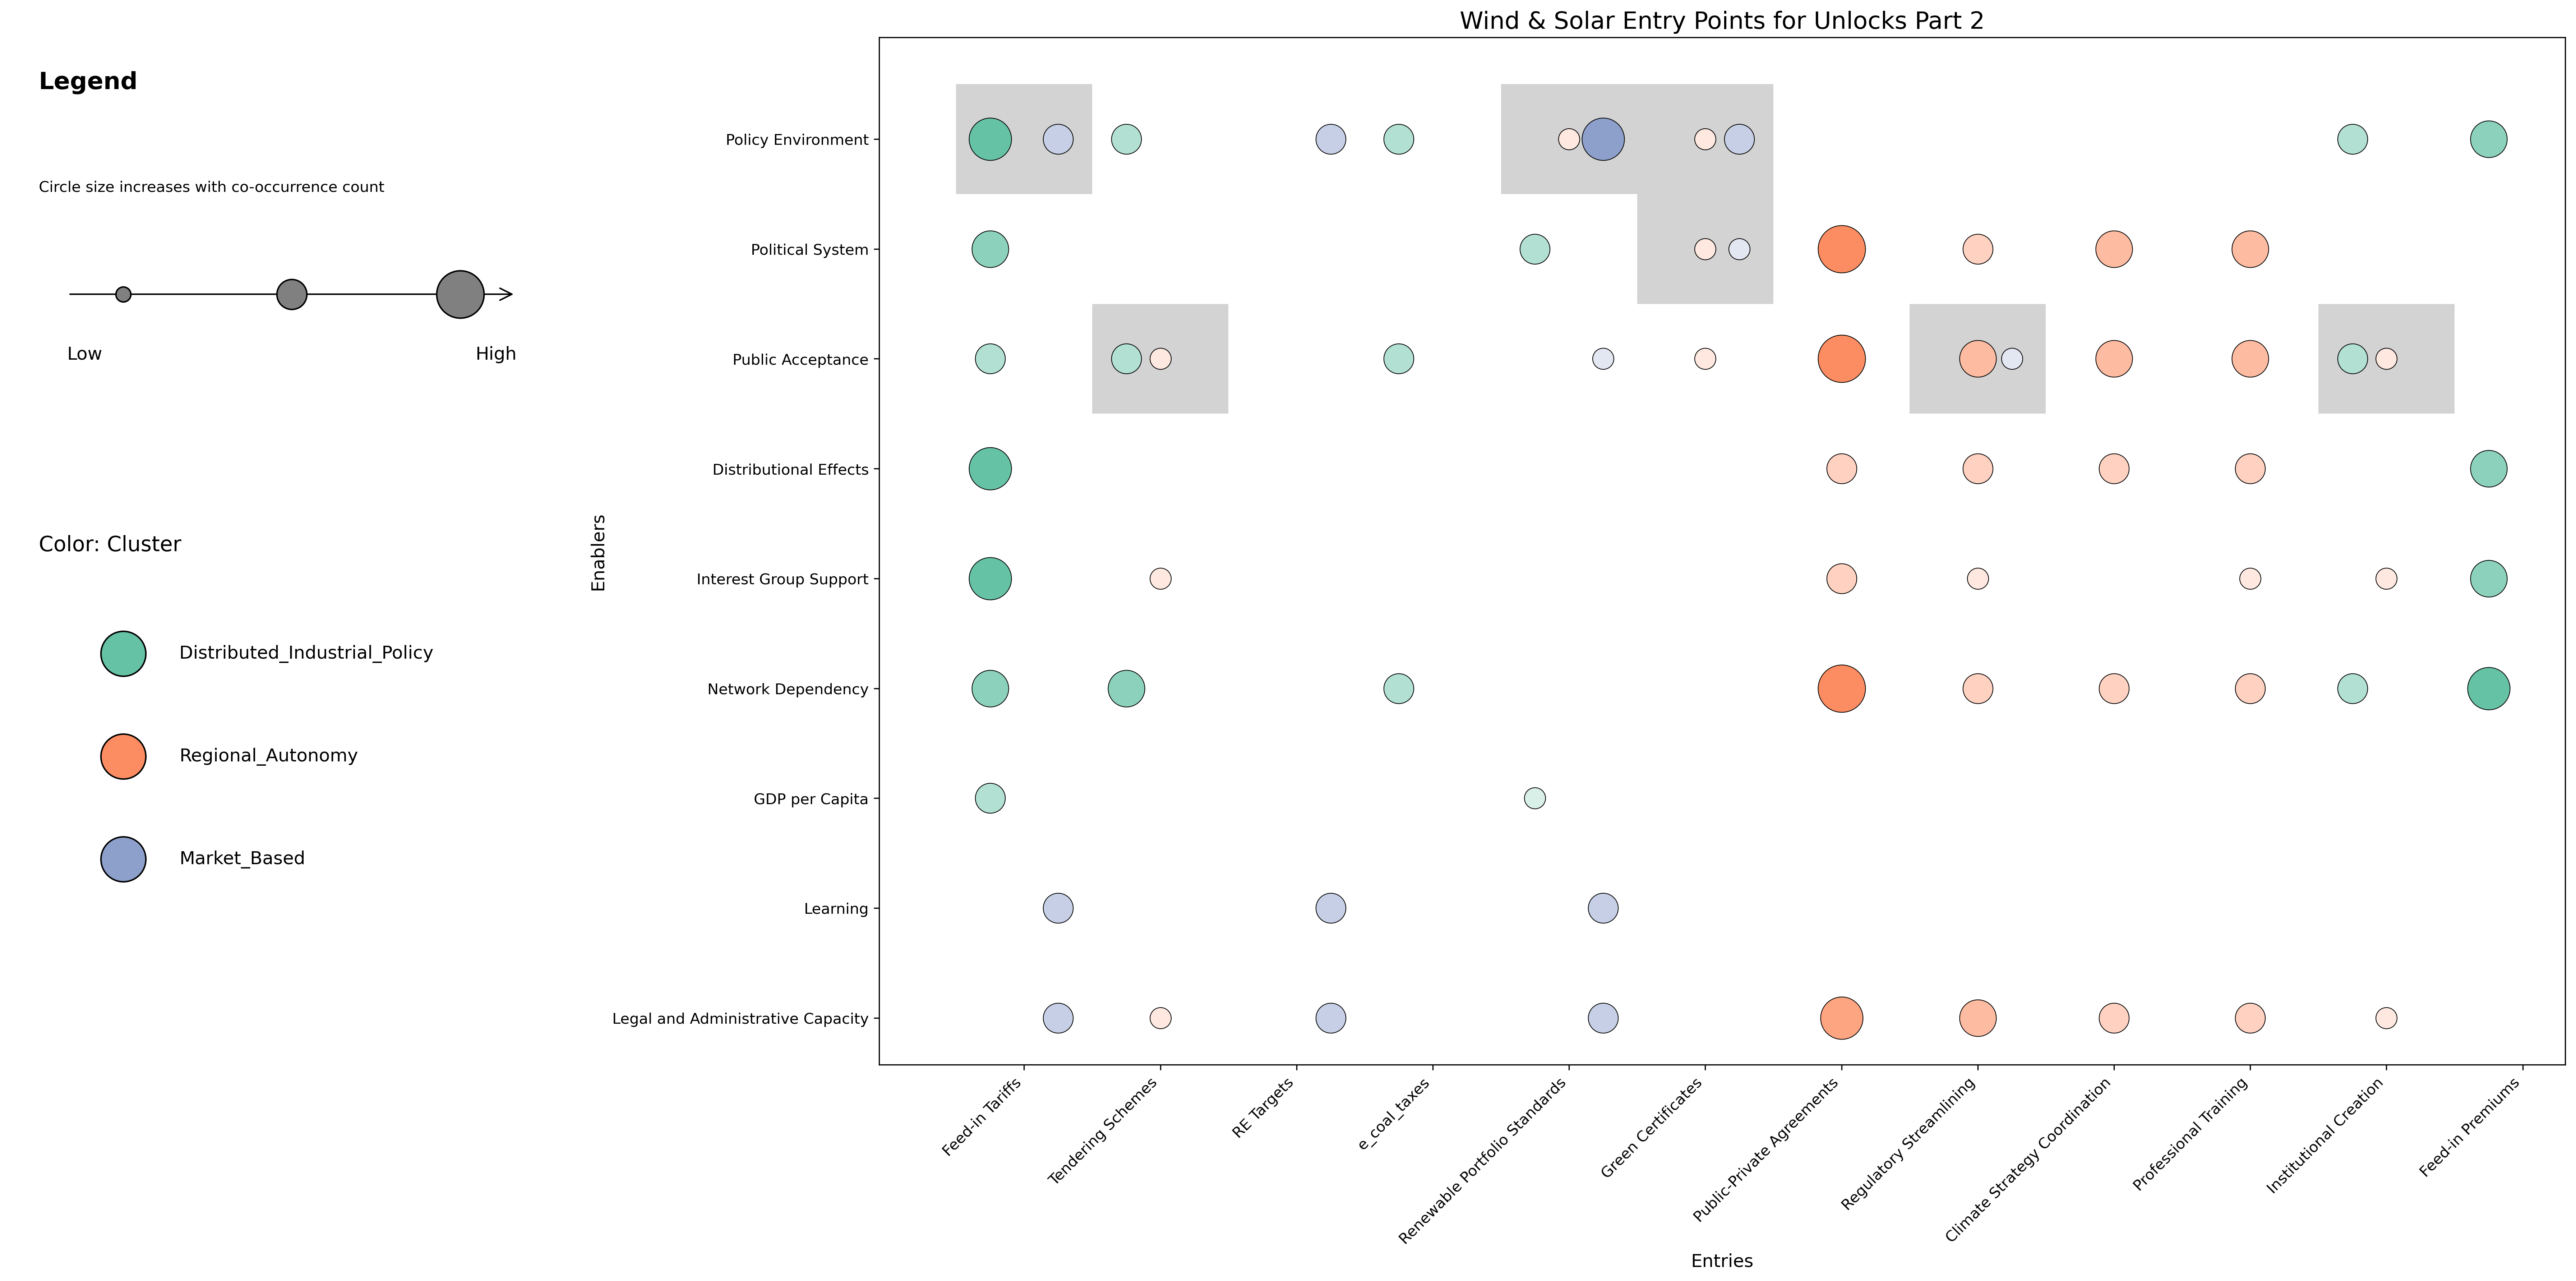 Wind & Solar Entry Points for Unlocks Part 2
Legend
Circle size increases with co-occurrence count
Low
High
Color: Cluster
Distributed_Industrial_Policy
Regional_Autonomy
Market_Based
Enablers
Policy Environment
Political System
Public Acceptance
Distributional Effects
Interest Group Support
Network Dependency
GDP per Capita
Learning
Legal and Administrative Capacity
Feed-in Tariffs
Tendering Schemes
RE Targets
e_coal_taxes
Renewable Portfolio Standards
Green Certificates
Public-Private Agreements
Regulatory Streamlining
Climate Strategy Coordination
Professional Training
Institutional Creation
Feed-in Premiums
Entries